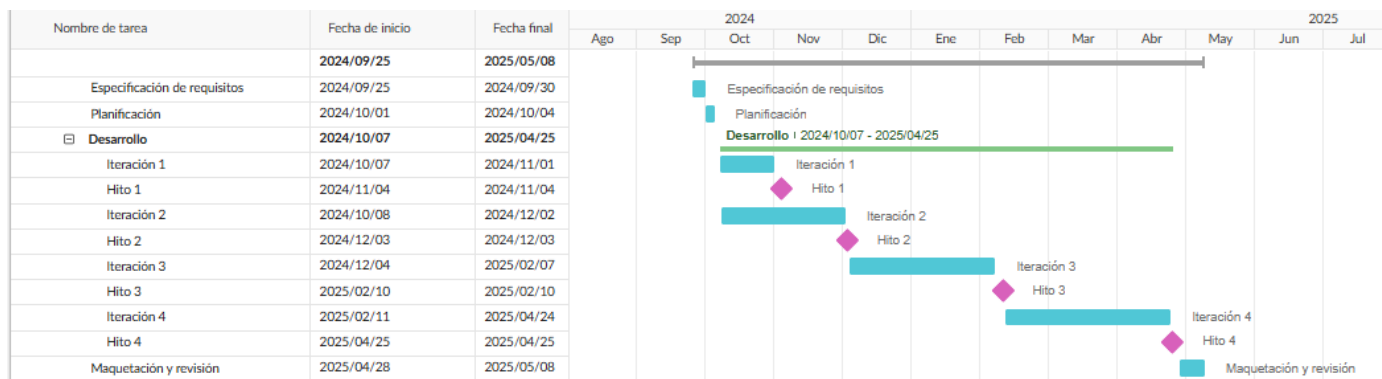 Nombre de tarea Fecha de inicio Fecha final 2024 2025
Ago Sep Oct Nov Dic Ene Feb Mar Abr May Jun Jul
2024/09/25 2025/05/08
Especificación de requisitos 2024/09/25 2024/09/30 Especificación de requisitos
Planificación 2024/10/01 2024/10/04 Planificación
Desarrollo 2024/10/07 2025/04/25 Desarrollo 2024/10/07 - 2025/04/25
Iteración 1 2024/10/07 2024/11/01 Iteración 1
Hito 1 2024/11/04 2024/11/04 Hito 1
Iteración 2 2024/10/08 2024/12/02 Iteración 2
Hito 2 2024/12/03 2024/12/03 Hito 2
Iteración 3 2024/12/04 2025/02/07 Iteración 3
Hito 3 2025/02/10 2025/02/10 Hito 3
Iteración 4 2025/02/11 2025/04/24 Iteración 4
Hito 4 2025/04/25 2025/04/25 Hito 4
Maquetación y revisión 2025/04/28 2025/05/08 Maquetación y revisión